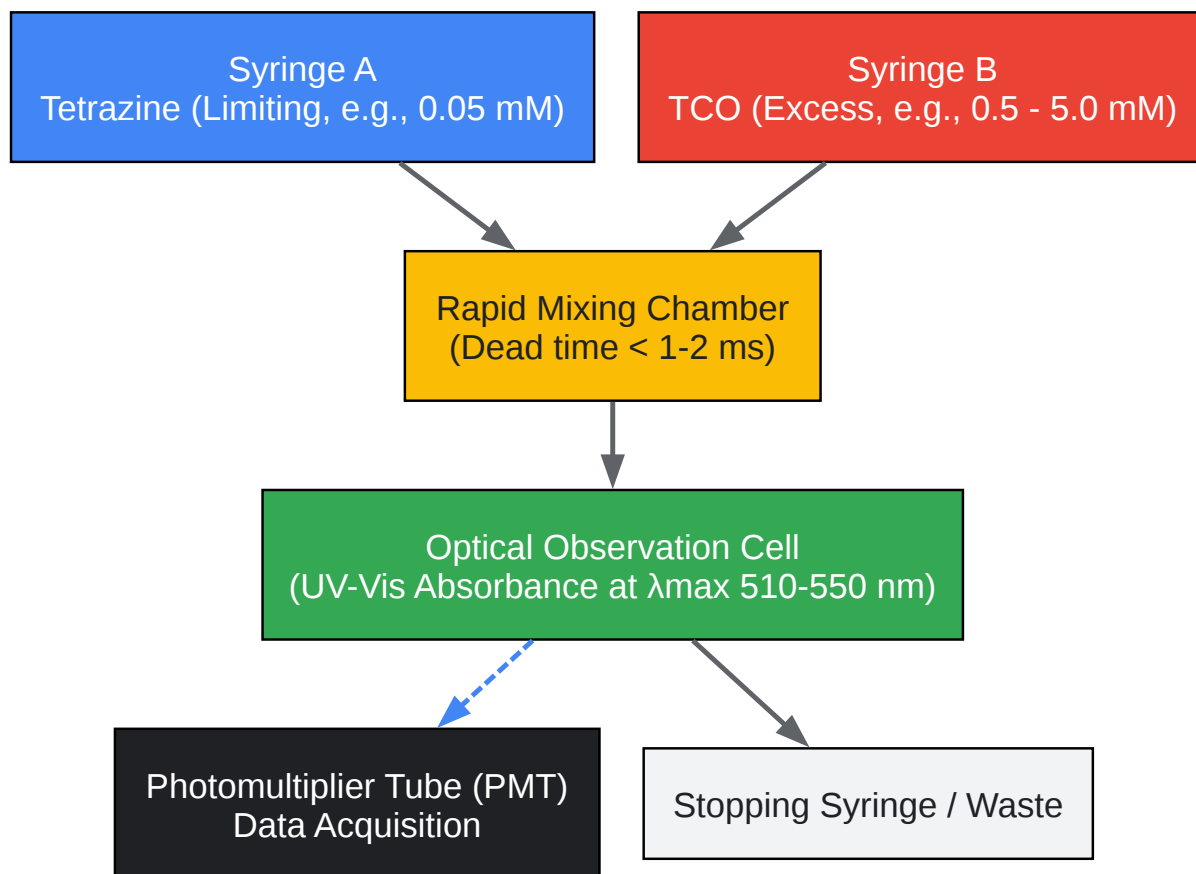 Syringe A
Tetrazine (Limiting, e.g., 0.05 mM)
Syringe B
TCO (Excess, e.g., 0.5 - 5.0 mM)
Rapid Mixing Chamber
(Dead time < 1-2 ms)
Optical Observation Cell
(UV-Vis Absorbance at λmax 510-550 nm)
Photomultiplier Tube (PMT)
Data Acquisition
Stopping Syringe / Waste